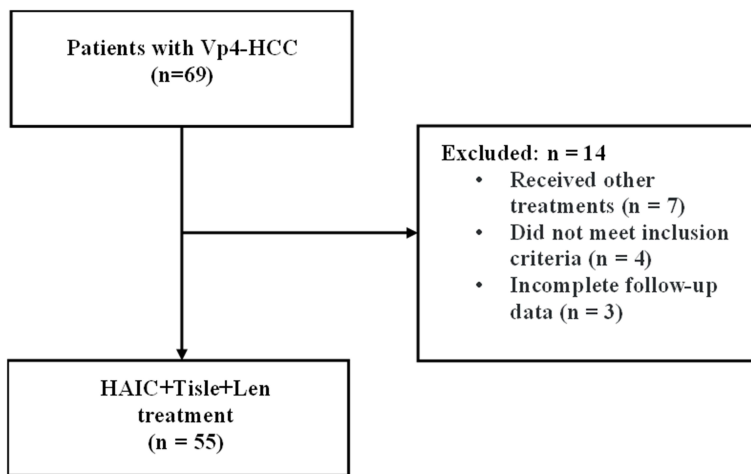 Patients with Vp4-HCC
(n=69)
Excluded: n = 14
• Received other
treatments (n = 7)
• Did not meet inclusion
criteria (n = 4)
• Incomplete follow-up
data (n = 3)
HAIC+Tisle+Len
treatment
(n = 55)